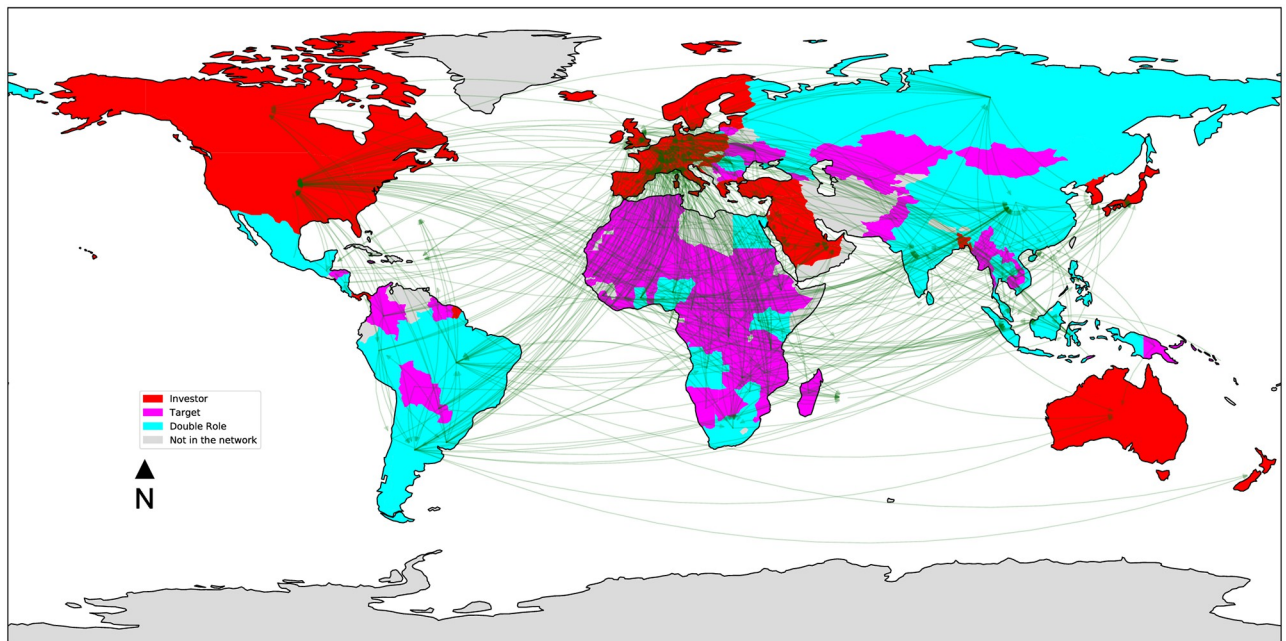 Investor
Target
Double Role
Not in the network
N